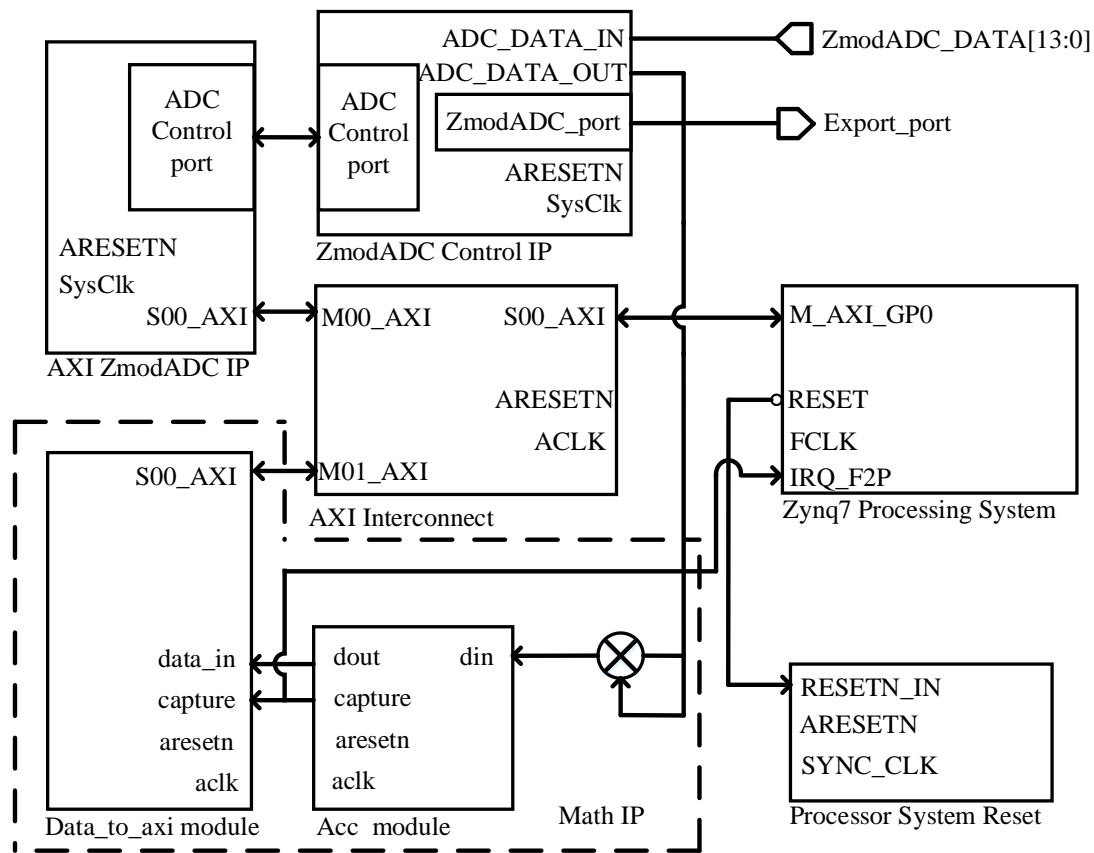 ADC
Control
port
ARESETN
SysClk
S00_AXI
AXI ZmodADC IP
ADC_DATA_IN
ADC_DATA_OUT
ADC
Control
port
ZmodADC_port
ARESETN
SysClk
ZmodADC Control IP
ZmodADC_DATA[13:0]
Export_port
M00_AXI
S00_AXI
ARESETN
ACLK
M01_AXI
AXI Interconnect
M_AXI_GP0
RESET
FCLK
IRQ_F2P
Zynq7 Processing System
S00_AXI
data_in
capture
aresetn
aclk
Data_to_axi module
dout
din
capture
aresetn
aclk
Acc_module
Math IP
RESETN_IN
ARESETN
SYNC_CLK
Processor System Reset